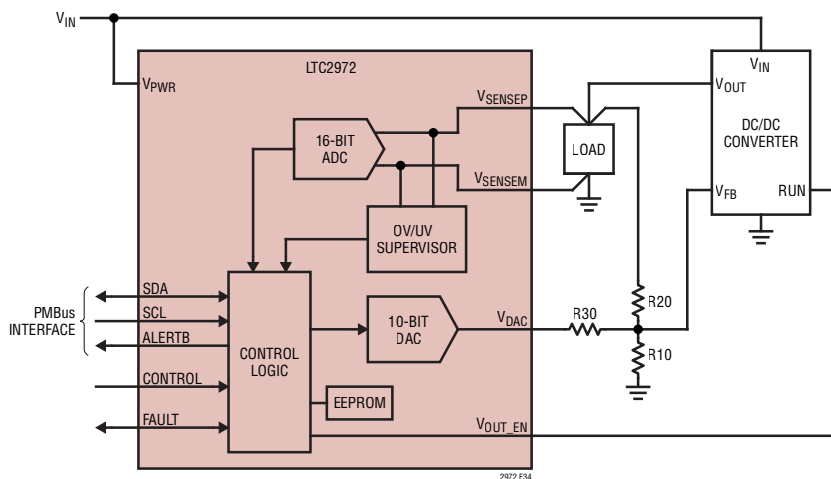 VIN
LTC2972
VPWR
VIN
VOUT
DC/DC
CONVERTER
VFB
RUN
VSENSEP
VSENSEM
LOAD
16-BIT
ADC
OV/UV
SUPERVISOR
PMBus
INTERFACE
SDA
SCL
ALERTB
CONTROL
FAULT
CONTROL
LOGIC
10-BIT
DAC
EEPROM
VDAC
VOUT_EN
R30
R20
R10
2972 F34